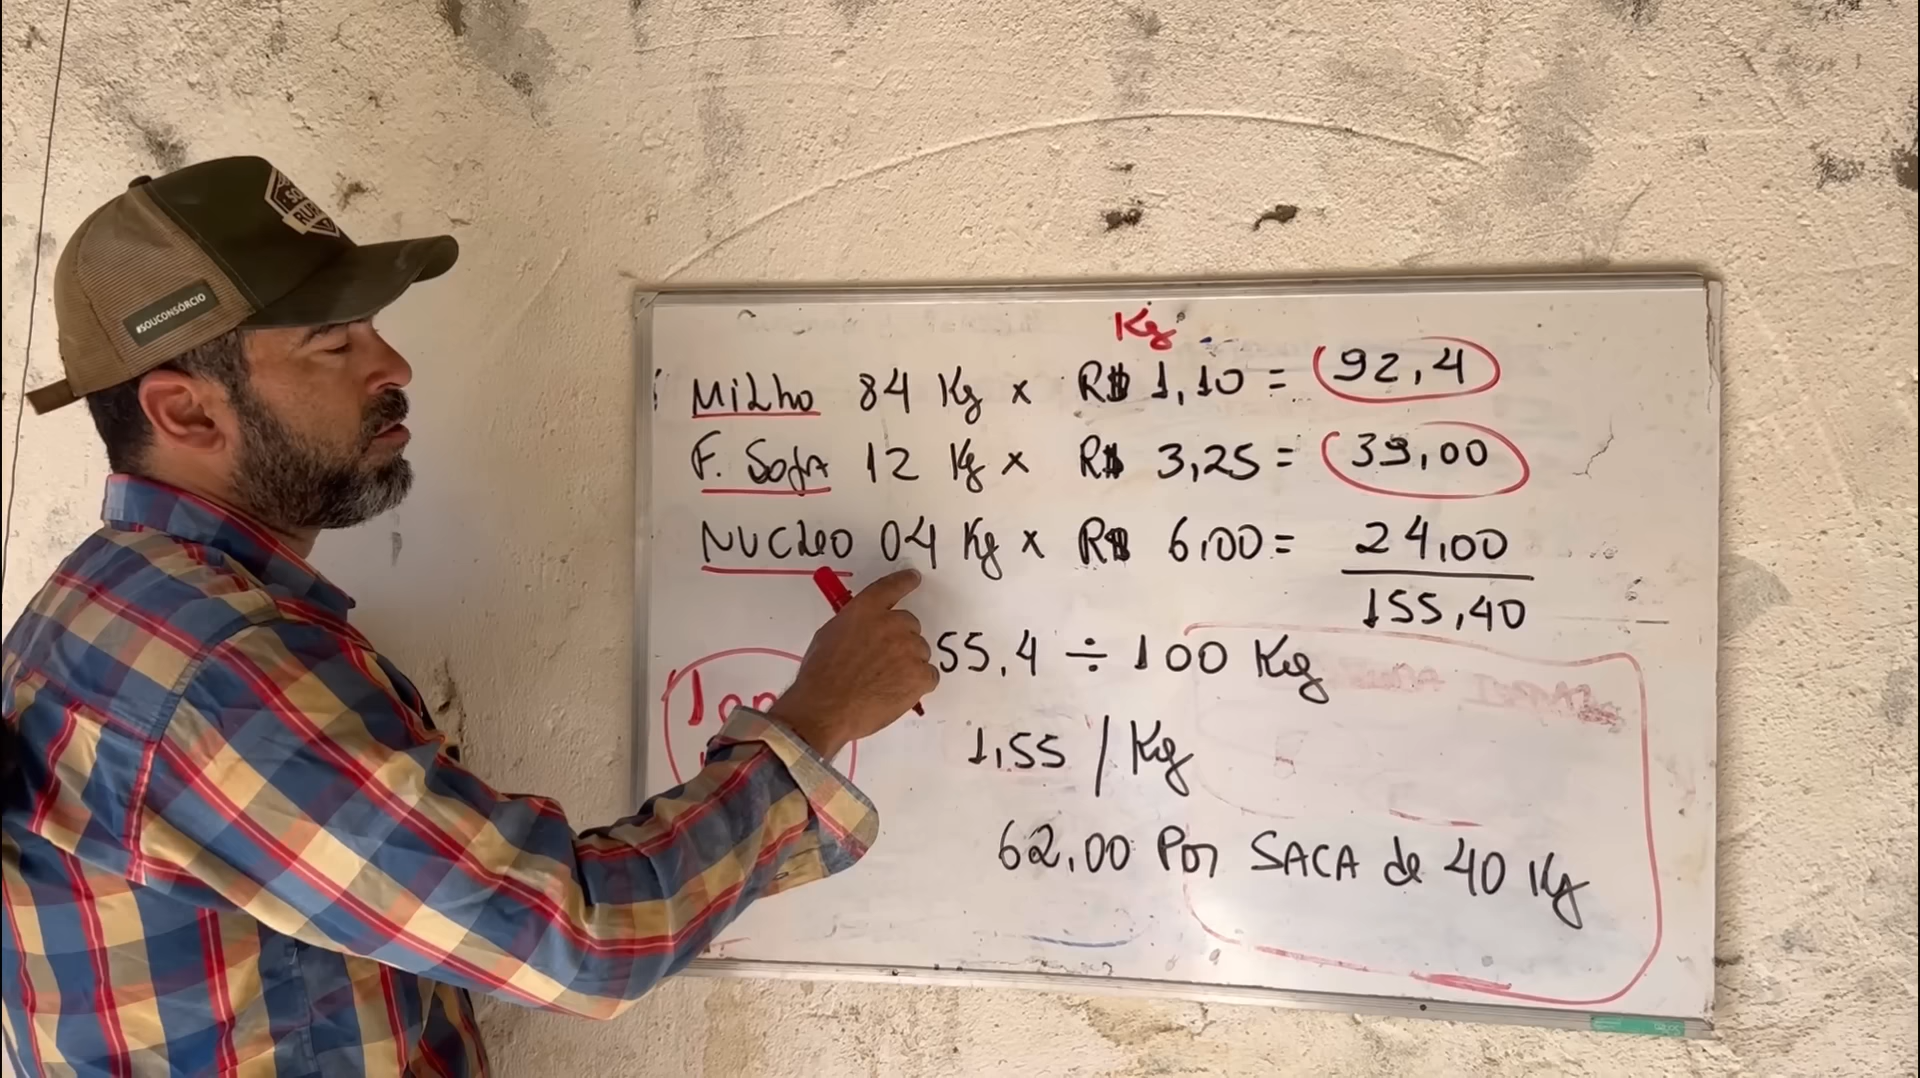 #SOUCONSÓRCIO
Kg
Milho 84 Kg x R$ 1,10 = 92,4
F. Soja 12 Kg x R$ 3,25 = 39,00
NUCleo 04 Kg x R$ 6,00 = 24,00
155,40
55,4 ÷ 100 Kg
1,55 / Kg
62,00 Por SACA de 40 Kg